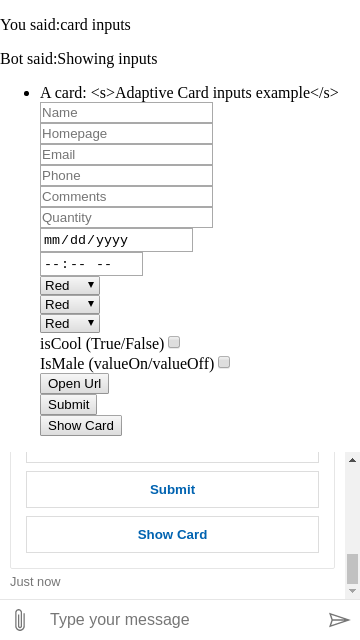 You said:card inputs
Bot said:Showing inputs
A card: <s>Adaptive Card inputs example</s>
Name
Homepage
Email
Phone
Comments
Quantity
mm/dd/yyyy
--:-- --
Red
Red
Red
isCool (True/False)
IsMale (valueOn/valueOff)
Open Url
Submit
Show Card
Submit
Show Card
Just now
Type your message